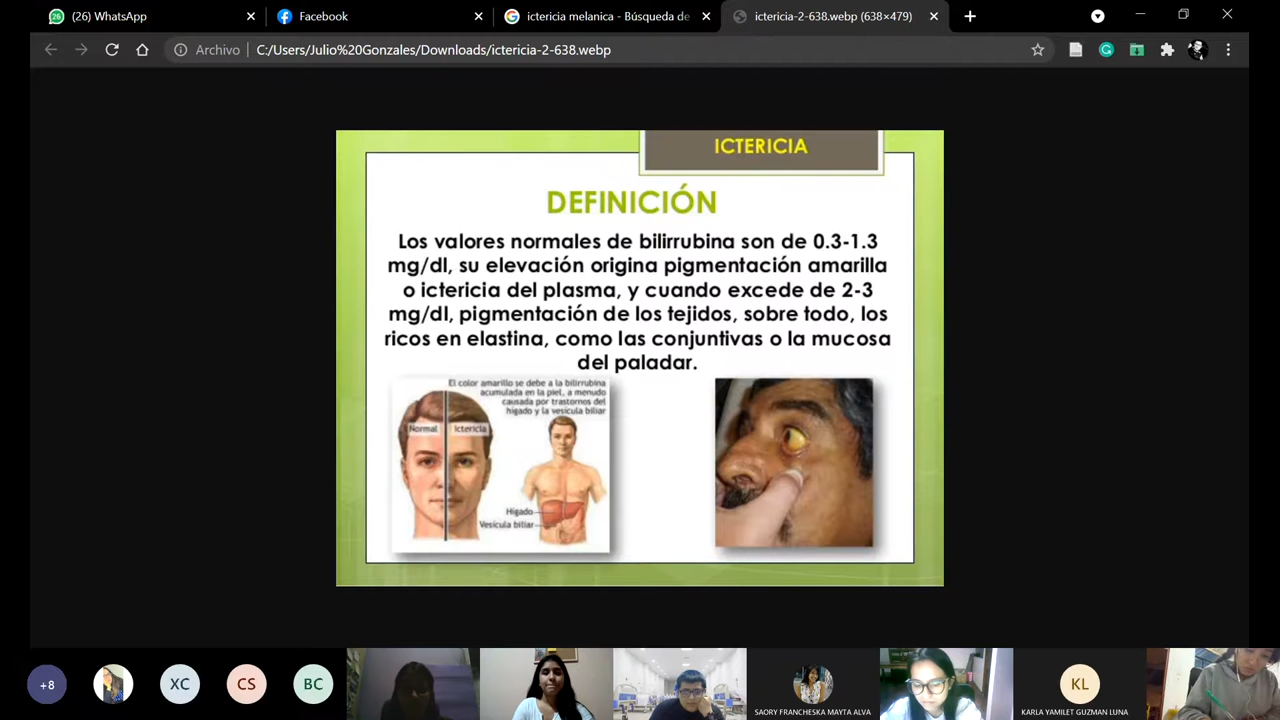 (26) WhatsApp
Facebook
ictericia melanica - Búsqueda de
ictericia-2-638.webp (638×479)
Archivo
C:/Users/Julio%20Gonzales/Downloads/ictericia-2-638.webp
ICTERICIA
DEFINICIÓN
Los valores normales de bilirrubina son de 0.3-1.3
mg/dl, su elevación origina pigmentación amarilla
o ictericia del plasma, y cuando excede de 2-3
mg/dl, pigmentación de los tejidos, sobre todo, los
ricos en elastina, como las conjuntivas o la mucosa
del paladar.
El color amarillo se debe a la bilirrubina
acumulada en la piel, a menudo
causada por trastornos del
hígado y la vesícula biliar
Normal
Ictericia
Hígado
Vesícula biliar
+8
XC
CS
BC
SAORY FRANCHESKA MAYTA ALVA
KL
KARLA YAMILET GUZMAN LUNA